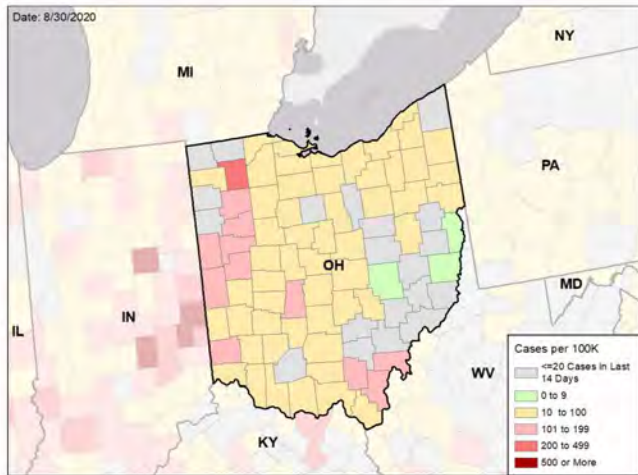 Date: 8/30/2020
NY
MI
PA
OH
IN
MD
IL
WV
KY
Cases per 100K
<=20 Cases in Last
14 Days
0 to 9
10 to 100
101 to 199
200 to 499
500 or More